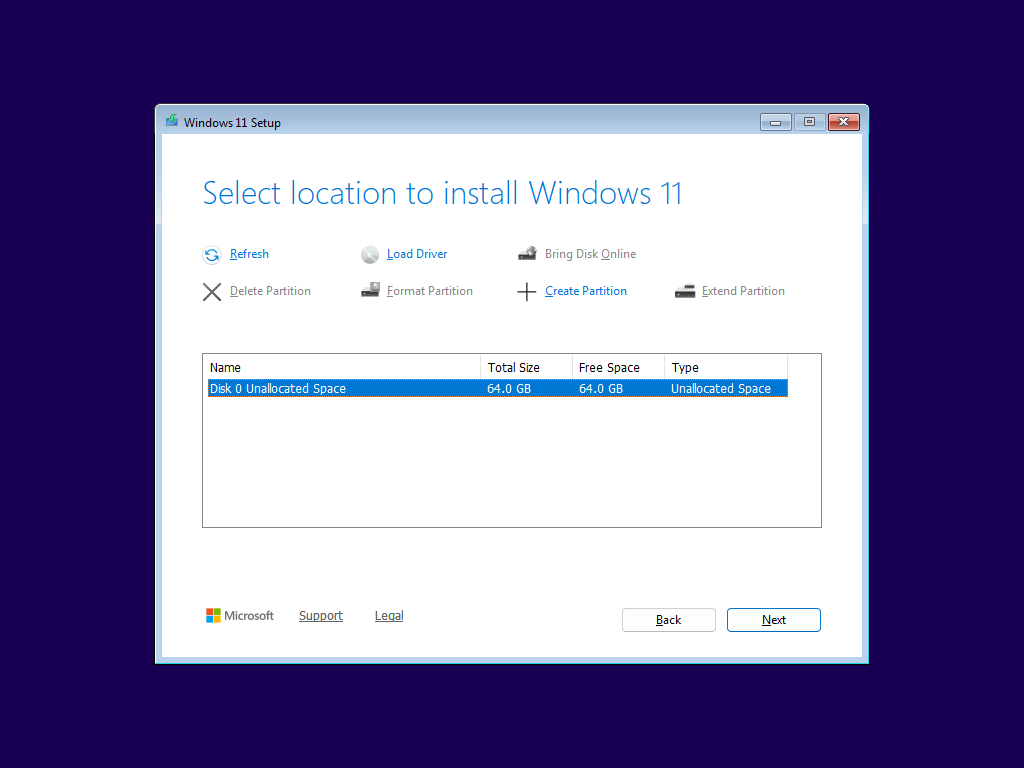 Windows 11 Setup
Select location to install Windows 11
Refresh Load Driver Bring Disk Online
Delete Partition Format Partition Create Partition Extend Partition
Name Total Size Free Space Type
Disk 0 Unallocated Space 64.0 GB 64.0 GB Unallocated Space
Microsoft Support Legal Back Next